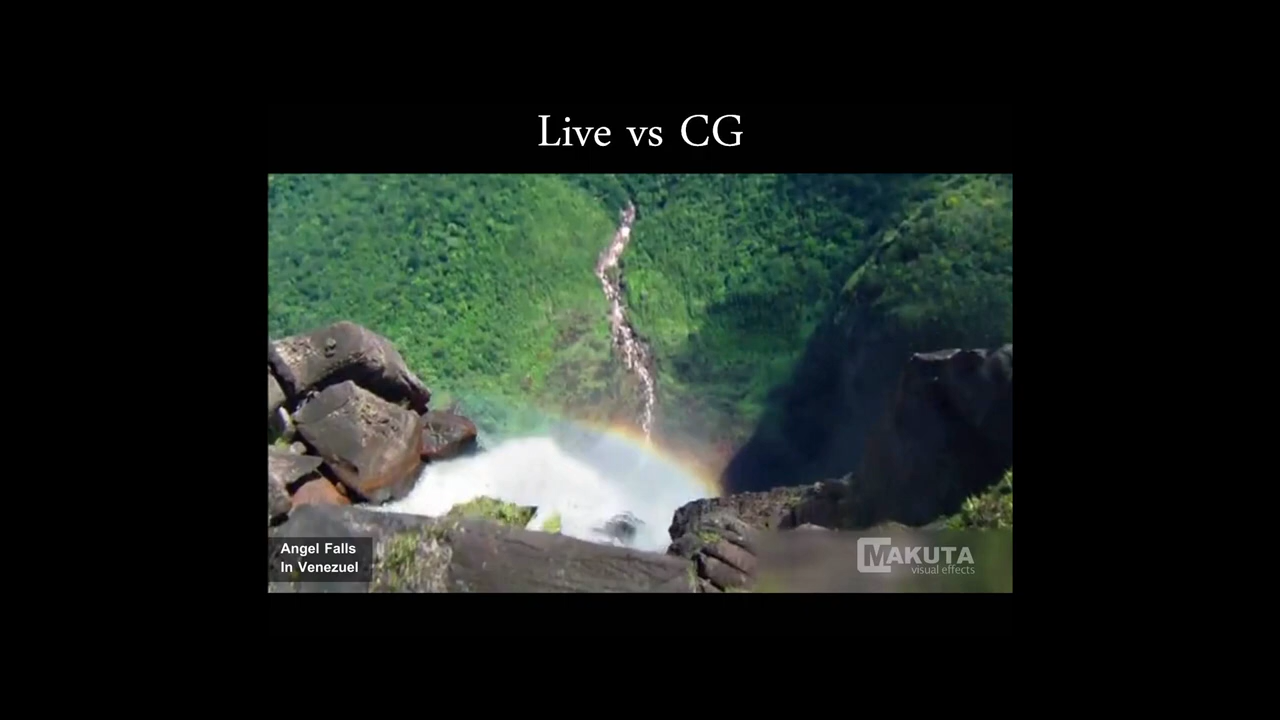 Live vs CG
Angel Falls
In Venezuel
MAKUTA
visual effects